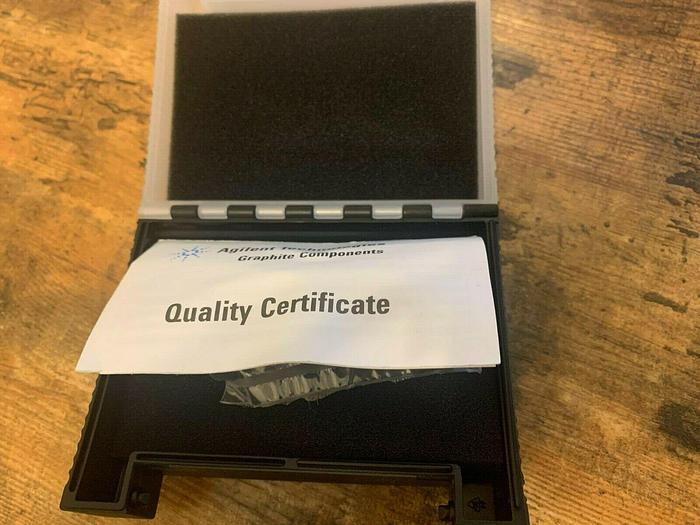 Agilent Technologies
Graphite Components
Quality Certificate